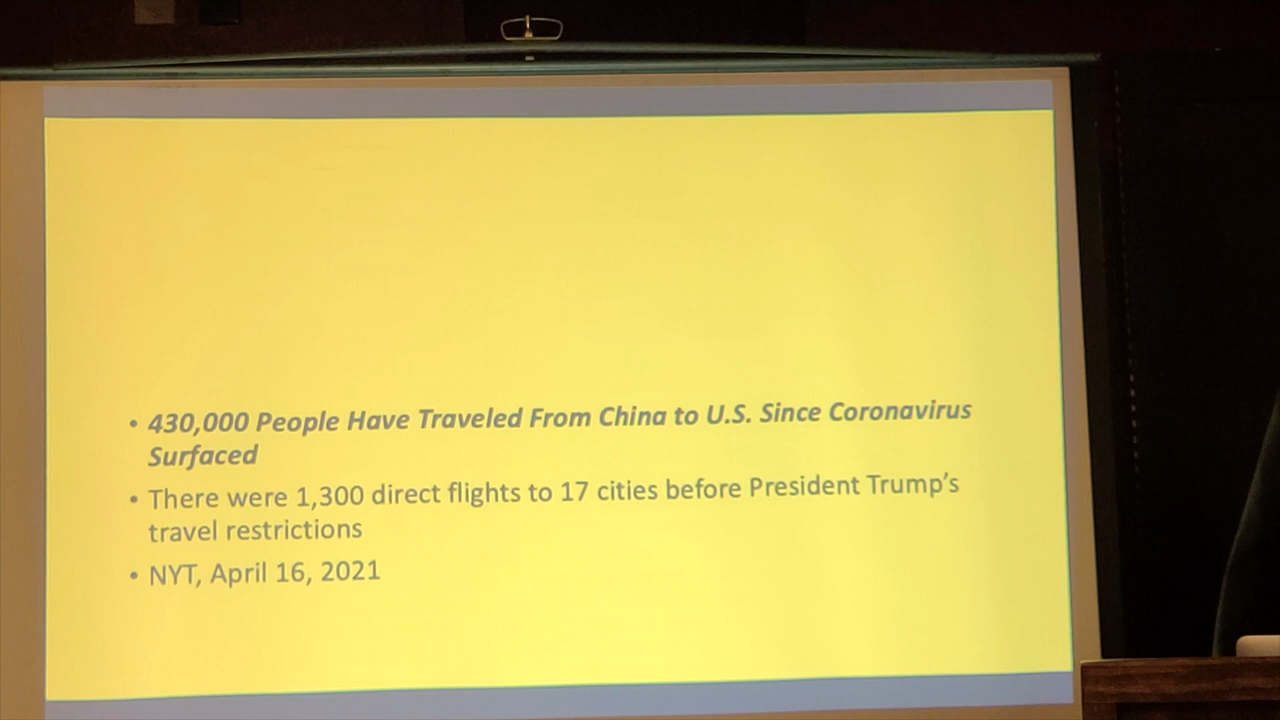 • 430,000 People Have Traveled From China to U.S. Since Coronavirus
Surfaced
• There were 1,300 direct flights to 17 cities before President Trump’s
travel restrictions
• NYT, April 16, 2021